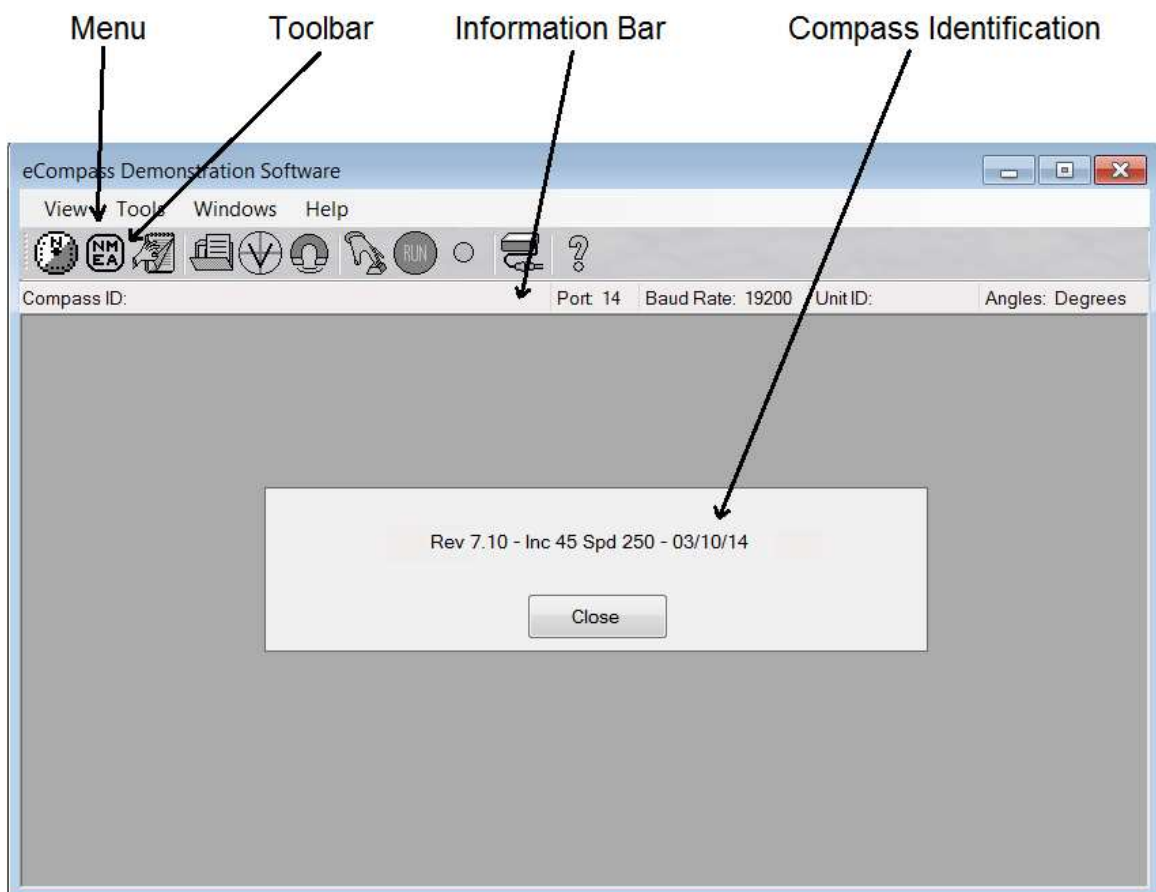 Menu Toolbar Information Bar Compass Identification
eCompass Demonstration Software
View Tools Windows Help
N NM EA RUN ?
Compass ID: Port: 14 Baud Rate: 19200 Unit ID: Angles: Degrees
Rev 7.10 - Inc 45 Spd 250 - 03/10/14
Close